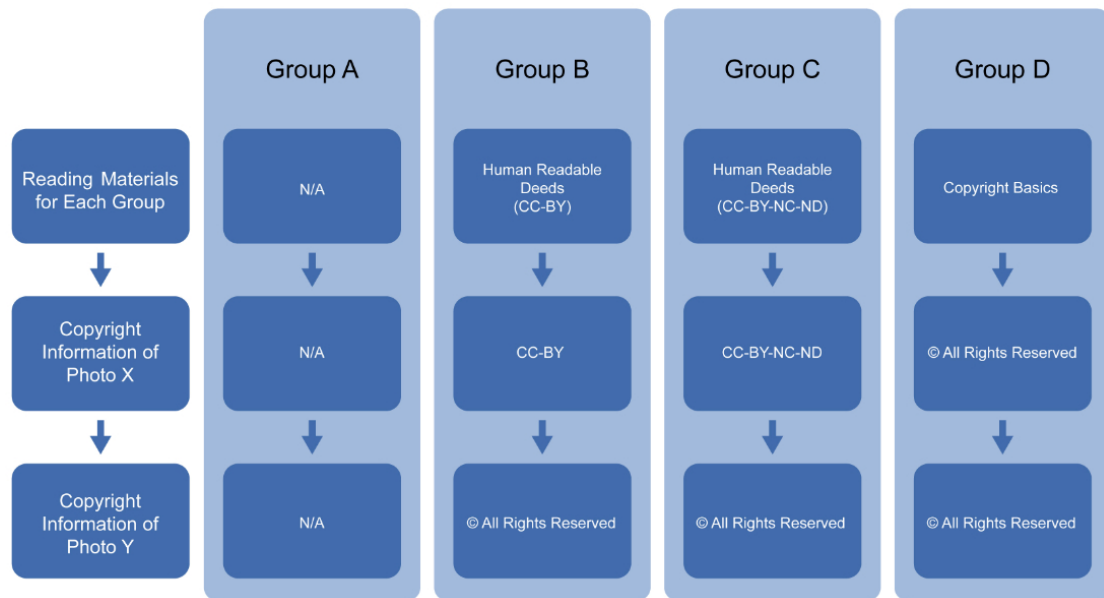 Group A
Group B
Group C
Group D
Reading Materials
for Each Group
N/A
Human Readable
Deeds
(CC-BY)
Human Readable
Deeds
(CC-BY-NC-ND)
Copyright Basics
Copyright
Information of
Photo X
N/A
CC-BY
CC-BY-NC-ND
© All Rights Reserved
Copyright
Information of
Photo Y
N/A
© All Rights Reserved
© All Rights Reserved
© All Rights Reserved